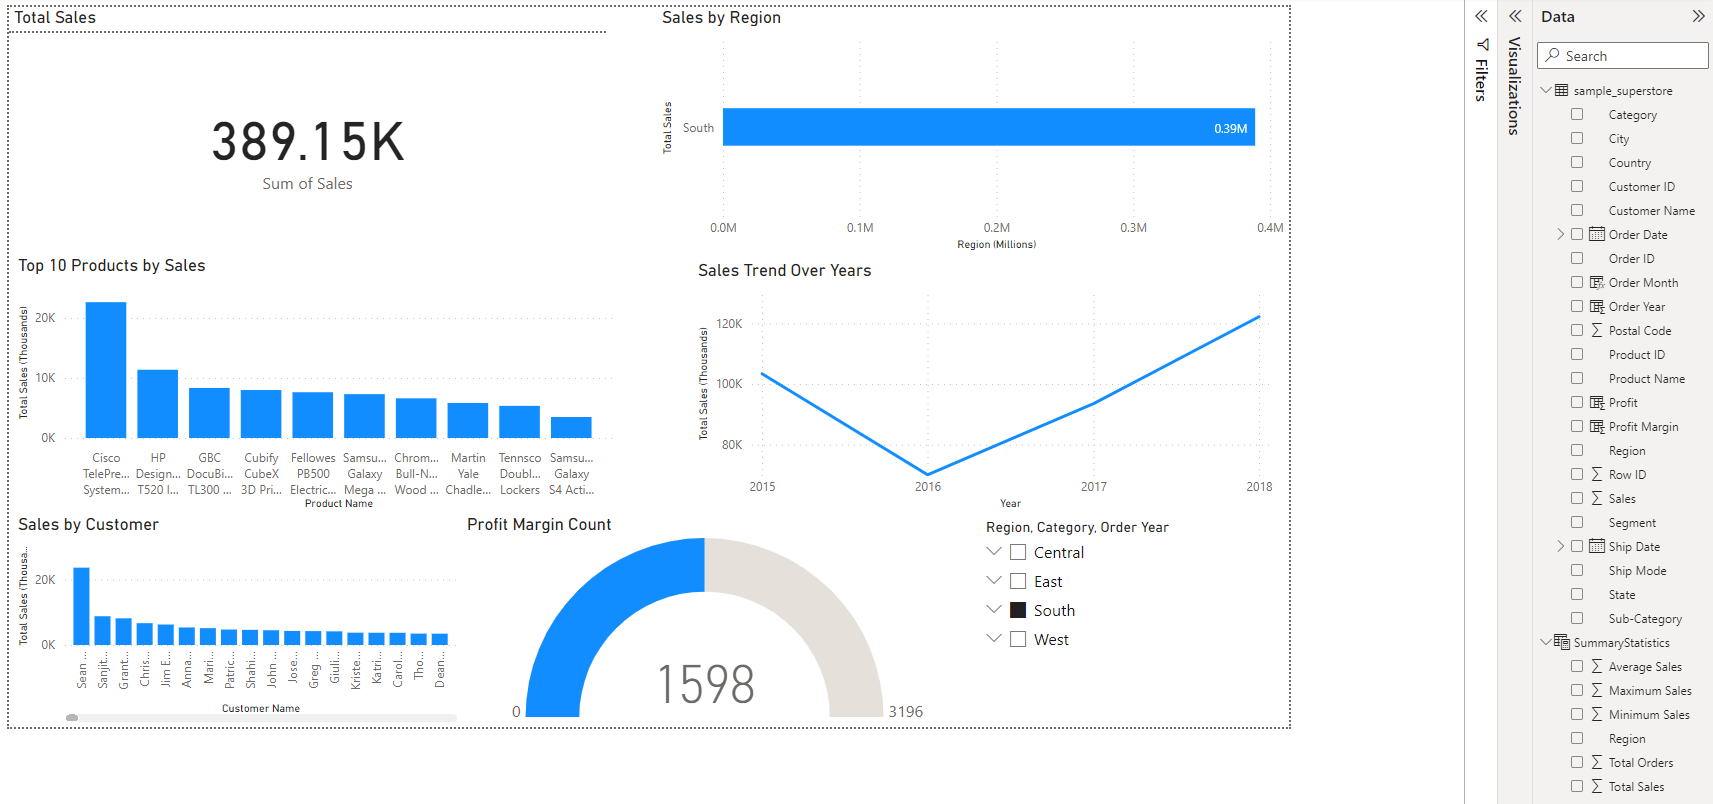 Total Sales
389.15K
Sum of Sales
Sales by Region
Total Sales
South
0.39M
0.0M 0.1M 0.2M 0.3M 0.4M
Region (Millions)
Top 10 Products by Sales
Total Sales (Thousands)
20K
10K
0K
Cisco TelePre... System...
HP Design... T520 I...
GBC DocuBi... TL300 ...
Cubify CubeX 3D Pri...
Fellowes PB500 Electric...
Samsu... Galaxy Mega ...
Chrom... Bull-N... Wood ...
Martin Yale Chadle...
Tennsco Doubl... Lockers
Samsu... Galaxy S4 Acti...
Product Name
Sales Trend Over Years
Total Sales (Thousands)
120K
100K
80K
2015 2016 2017 2018
Year
Sales by Customer
Total Sales (Thousa...
20K
0K
Sean ...
Sanjit...
Grant...
Chris...
Jim E...
Anna...
Mari...
Patric...
Shahi...
John ...
Jose...
Greg ...
Giuli...
Kriste...
Katri...
Carol...
Tho...
Dean...
Customer Name
Profit Margin Count
1598
0
3196
Region, Category, Order Year
Central
East
South
West
Filters
Visualizations
Data
Search
sample_superstore
Category
City
Country
Customer ID
Customer Name
Order Date
Order ID
Order Month
Order Year
Postal Code
Product ID
Product Name
Profit
Profit Margin
Region
Row ID
Sales
Segment
Ship Date
Ship Mode
State
Sub-Category
SummaryStatistics
Average Sales
Maximum Sales
Minimum Sales
Region
Total Orders
Total Sales